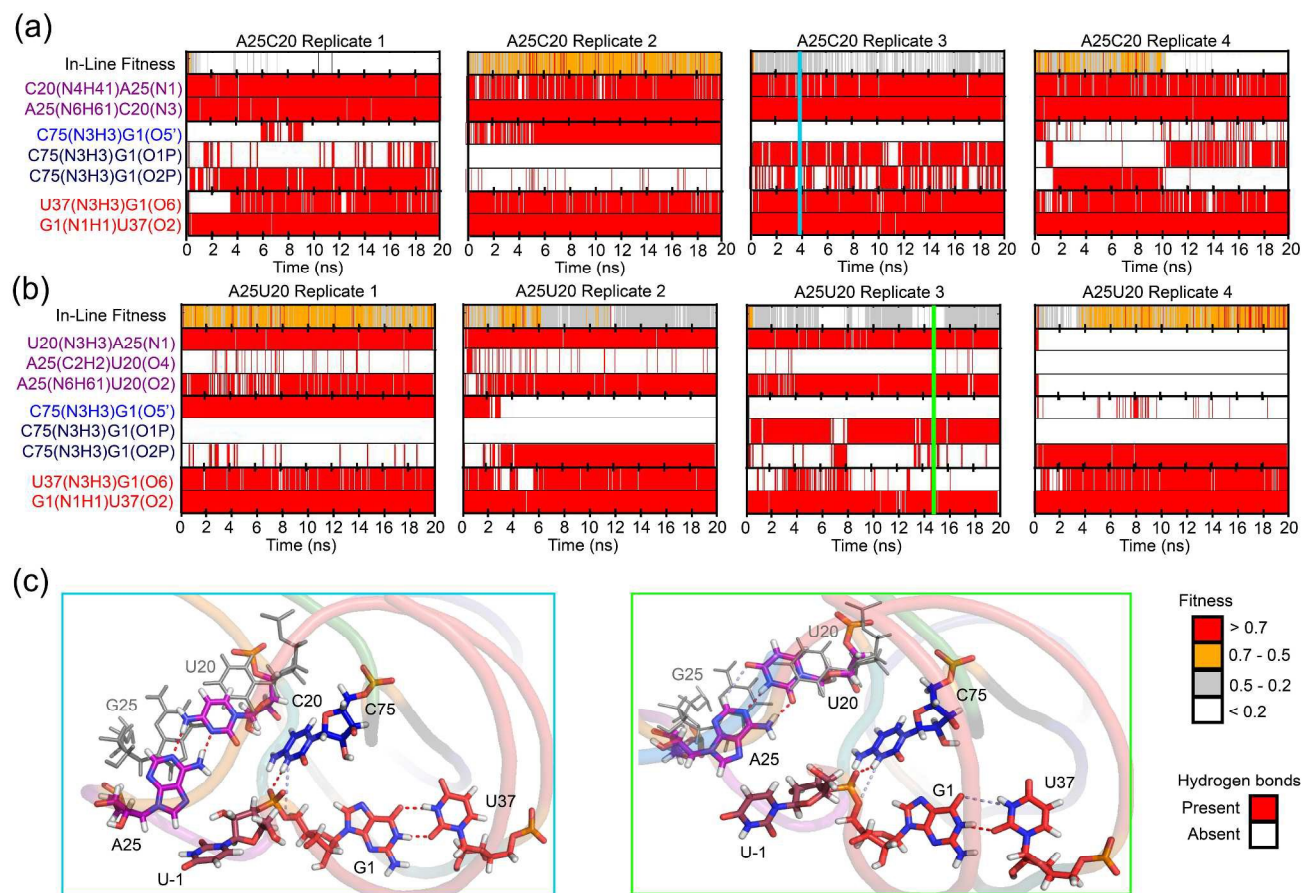 (a)
A25C20 Replicate 1 A25C20 Replicate 2 A25C20 Replicate 3 A25C20 Replicate 4
In-Line Fitness
C20(N4H41)A25(N1)
A25(N6H61)C20(N3)
C75(N3H3)G1(O5')
C75(N3H3)G1(O1P)
C75(N3H3)G1(O2P)
U37(N3H3)G1(O6)
G1(N1H1)U37(O2)
0 2 4 6 8 10 12 14 16 18 20 0 2 4 6 8 10 12 14 16 18 20 0 2 4 6 8 10 12 14 16 18 20 0 2 4 6 8 10 12 14 16 18 20
Time (ns) Time (ns) Time (ns) Time (ns)
(b)
A25U20 Replicate 1 A25U20 Replicate 2 A25U20 Replicate 3 A25U20 Replicate 4
In-Line Fitness
U20(N3H3)A25(N1)
A25(C2H2)U20(O4)
A25(N6H61)U20(O2)
C75(N3H3)G1(O5')
C75(N3H3)G1(O1P)
C75(N3H3)G1(O2P)
U37(N3H3)G1(O6)
G1(N1H1)U37(O2)
0 2 4 6 8 10 12 14 16 18 20 0 2 4 6 8 10 12 14 16 18 20 0 2 4 6 8 10 12 14 16 18 20 0 2 4 6 8 10 12 14 16 18 20
Time (ns) Time (ns) Time (ns) Time (ns)
(c)
U20
G25
C20
C75
A25
U-1
G1
U37
U20
G25
U20
C75
A25
U-1
G1
U37
Fitness
> 0.7
0.7 - 0.5
0.5 - 0.2
< 0.2
Hydrogen bonds
Present
Absent